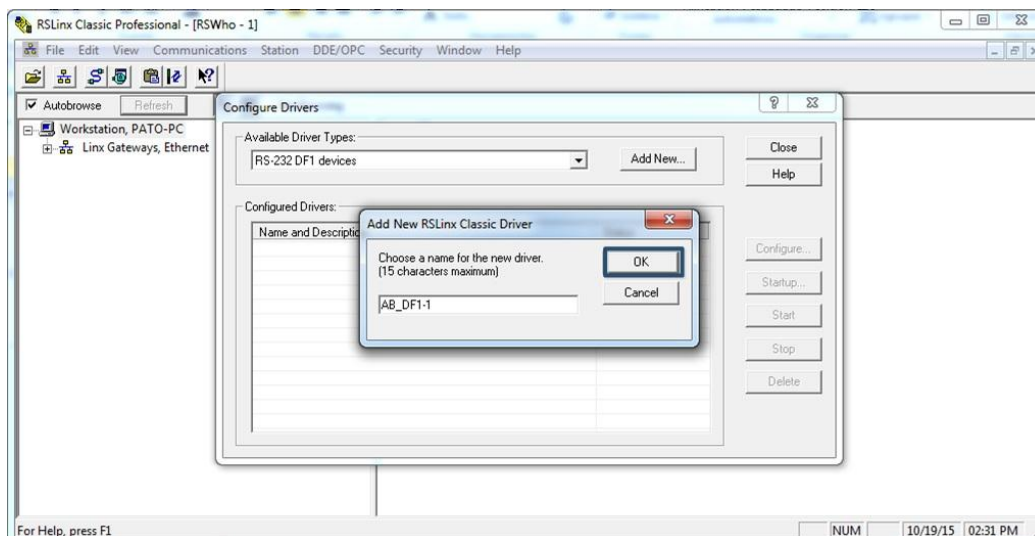 RSLinx Classic Professional - [RSWho - 1]
File Edit View Communications Station DDE/OPC Security Window Help
Autobrowse Refresh
Workstation, PATO-PC
Linx Gateways, Ethernet
Configure Drivers
Available Driver Types:
RS-232 DF1 devices
Add New...
Close
Help
Configured Drivers:
Name and
Configure...
Startup...
Start
Stop
Delete
Add New RSLinx Classic Driver
Choose a name for the new driver.
(15 characters maximum)
AB_DF1-1
OK
Cancel
For Help, press F1
NUM
10/19/15
02:31 PM